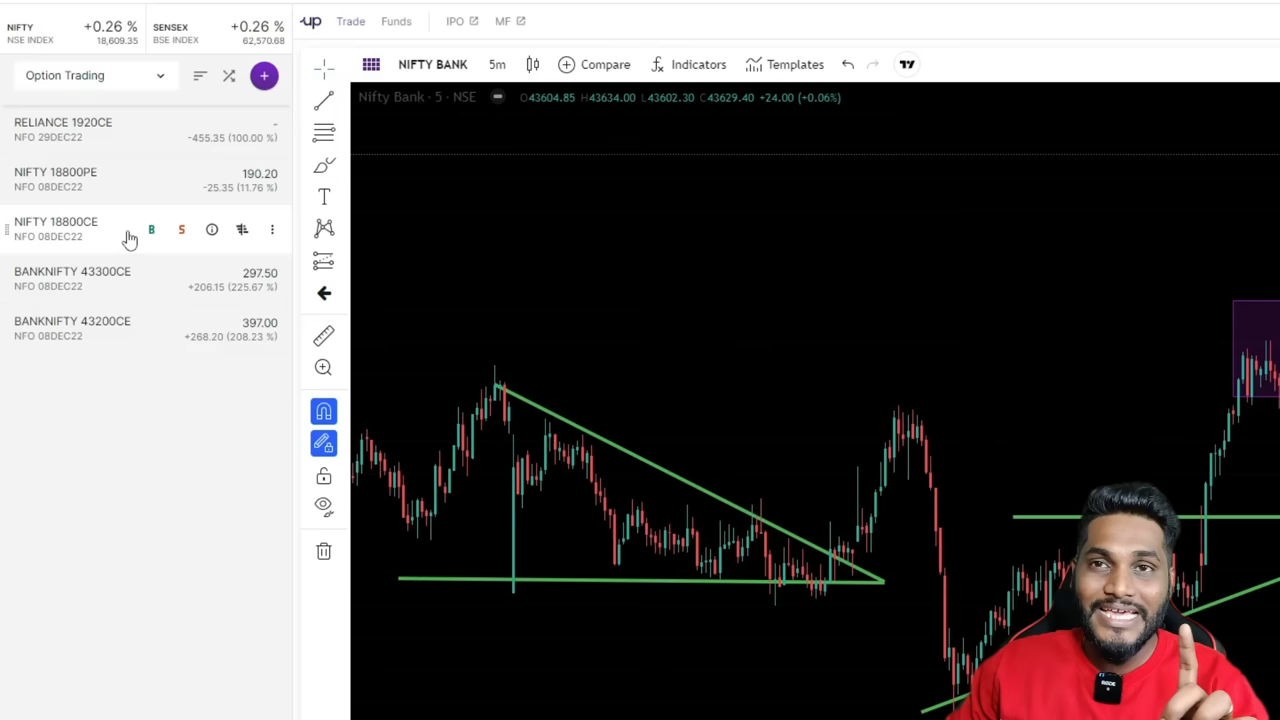 NIFTY +0.26 % SENSEX +0.26 %
NSE INDEX 18,609.35 BSE INDEX 62,570.68
up Trade Funds IPO MF
Option Trading
NIFTY BANK 5m Compare Indicators Templates
Nifty Bank · 5 · NSE O43604.85 H43634.00 L43602.30 C43629.40 +24.00 (+0.06%)
RELIANCE 1920CE -
NFO 29DEC22 -455.35 (100.00 %)
NIFTY 18800PE 190.20
NFO 08DEC22 -25.35 (11.76 %)
NIFTY 18800CE
NFO 08DEC22 B S
BANKNIFTY 43300CE 297.50
NFO 08DEC22 +206.15 (225.67 %)
BANKNIFTY 43200CE 397.00
NFO 08DEC22 +268.20 (208.23 %)
RODE